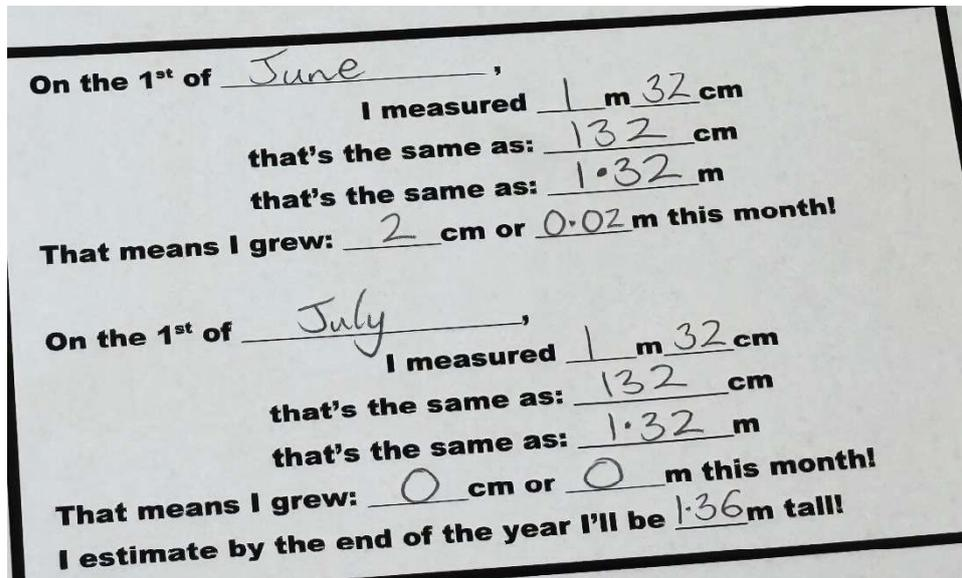 On the 1st of June,
I measured 1 m 32 cm
that's the same as: 132 cm
that's the same as: 1.32 m
That means I grew: 2 cm or 0.02 m this month!
On the 1st of July,
I measured 1 m 32 cm
that's the same as: 132 cm
that's the same as: 1.32 m
That means I grew: 0 cm or 0 m this month!
I estimate by the end of the year I'll be 1.36 m tall!